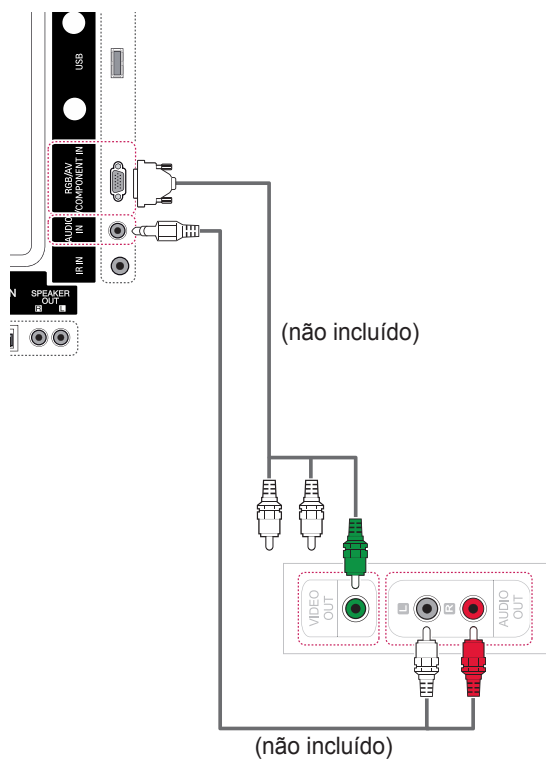 USB
RGB/AV
/COMPONENT IN
AUDIO
IN
IR IN
N
SPEAKER
OUT
R L
(não incluído)
VIDEO
OUT
L
R
AUDIO
OUT
(não incluído)